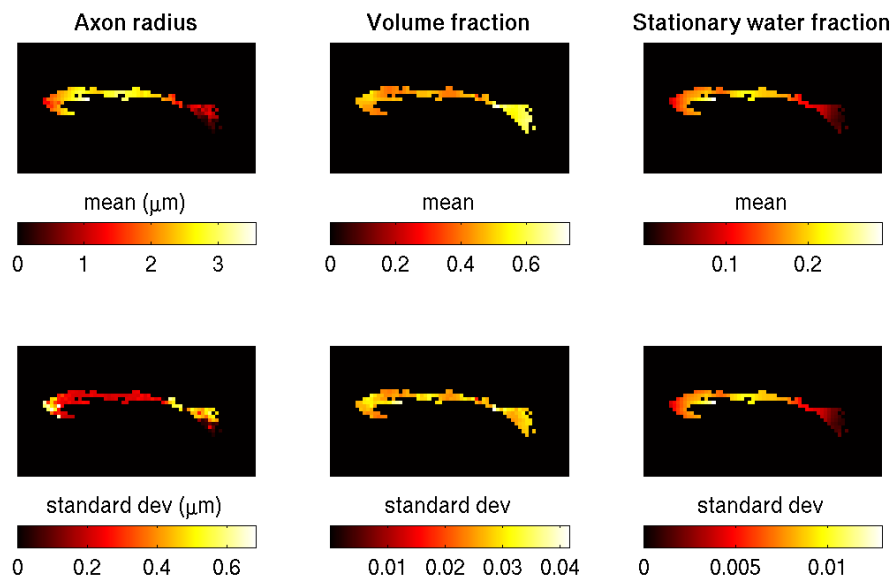 Axon radius Volume fraction Stationary water fraction
mean (μm) mean mean
0 1 2 3 0 0.2 0.4 0.6 0.1 0.2
standard dev (μm) standard dev standard dev
0 0.2 0.4 0.6 0.01 0.02 0.03 0.04 0 0.005 0.01